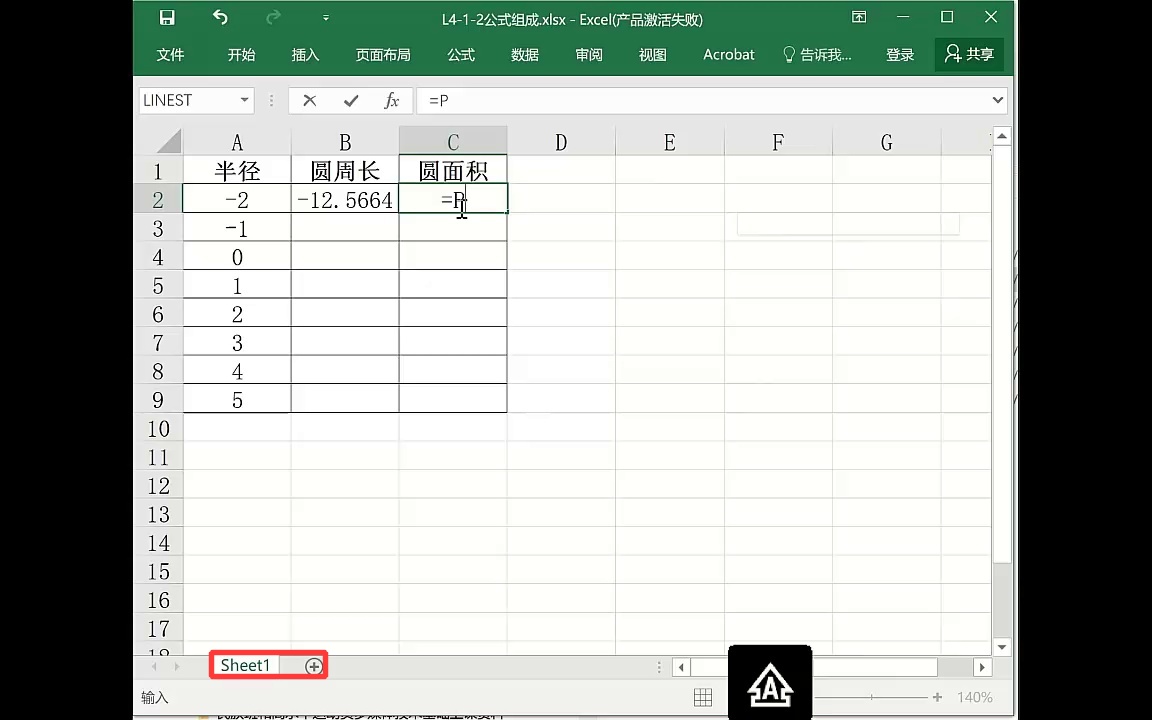 L4-1-2公式组成.xlsx - Excel(产品激活失败)
文件 开始 插入 页面布局 公式 数据 审阅 视图 Acrobat 告诉我... 登录 共享
LINEST fx =P
A B C D E F G
1 半径 圆周长 圆面积
2 -2 -12.5664 =P
3 -1
4 0
5 1
6 2
7 3
8 4
9 5
10
11
12
13
14
15
16
17
18
Sheet1
A
输入 140%